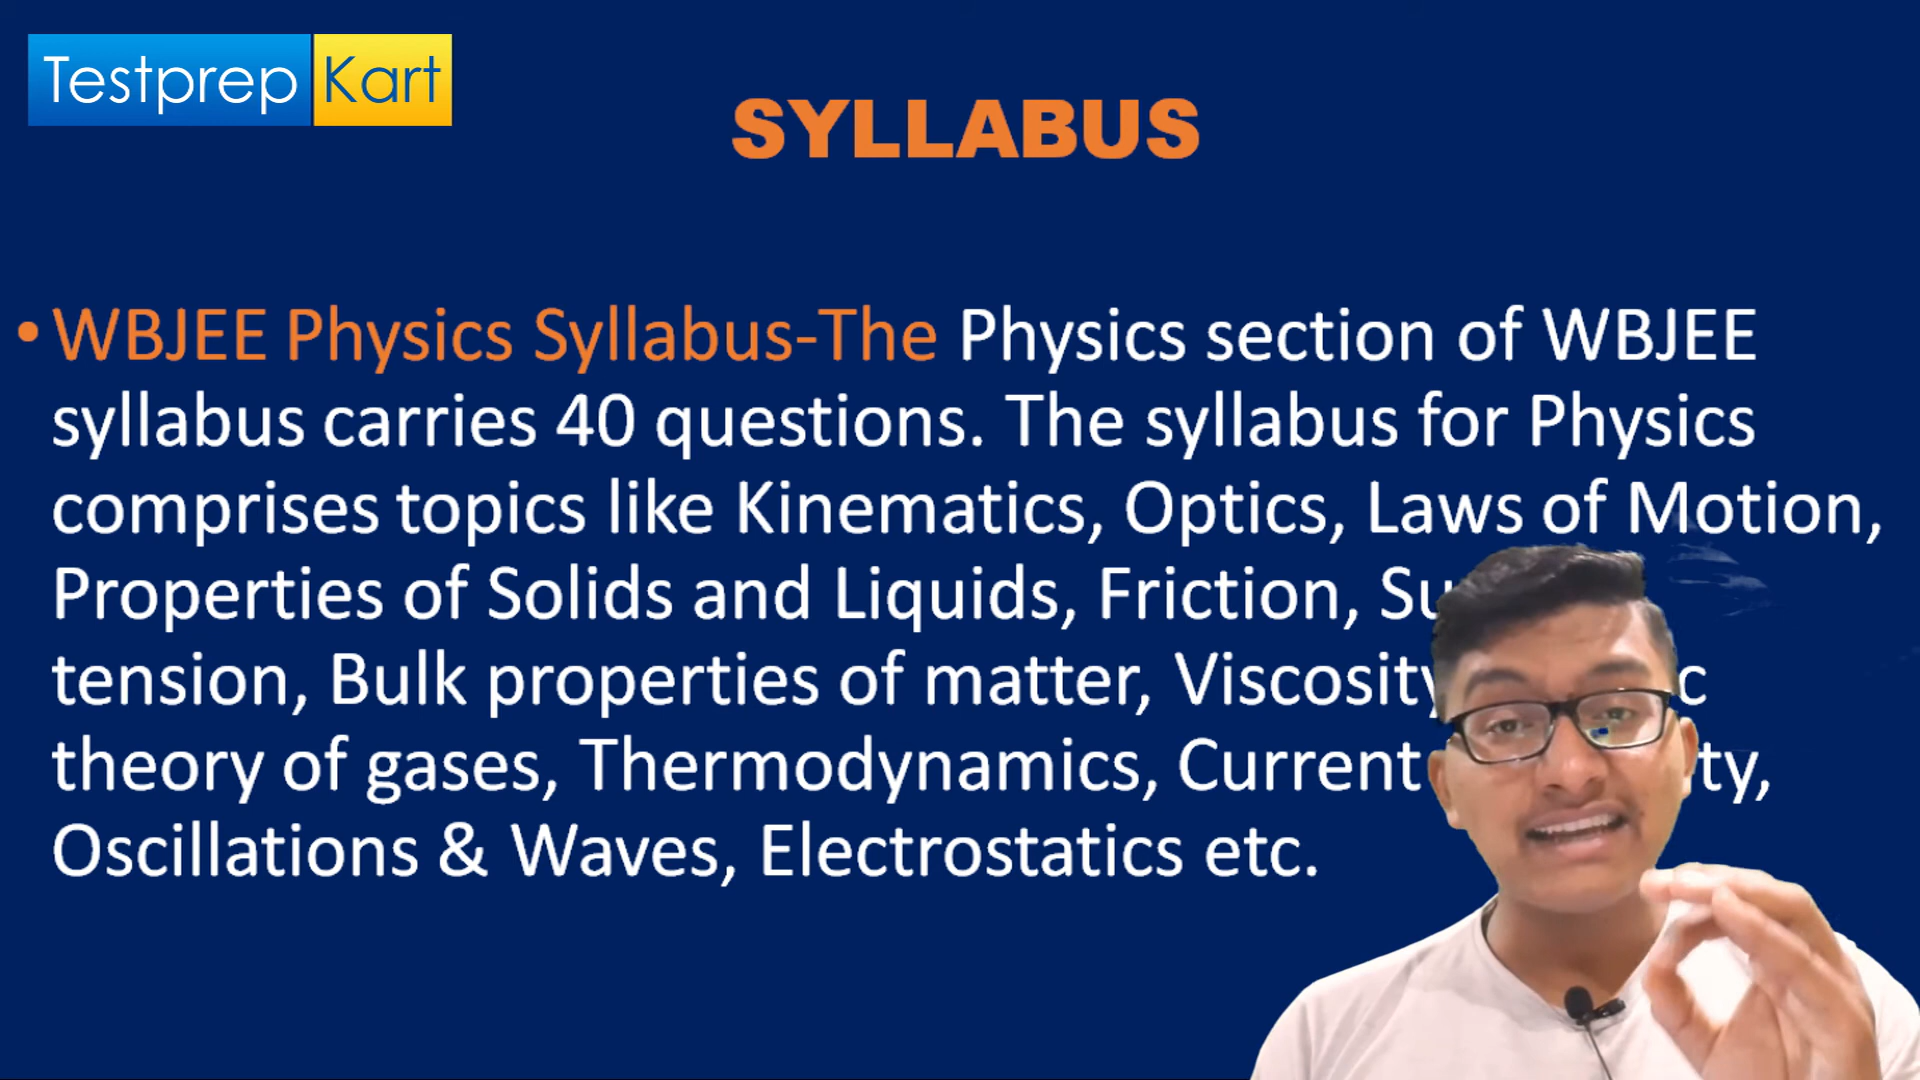 Testprep Kart
SYLLABUS
• WBJEE Physics Syllabus-The Physics section of WBJEE
syllabus carries 40 questions. The syllabus for Physics
comprises topics like Kinematics, Optics, Laws of Motion,
Properties of Solids and Liquids, Friction,
tension, Bulk properties of matter, Viscosity
theory of gases, Thermodynamics, Current
Oscillations & Waves, Electrostatics etc.